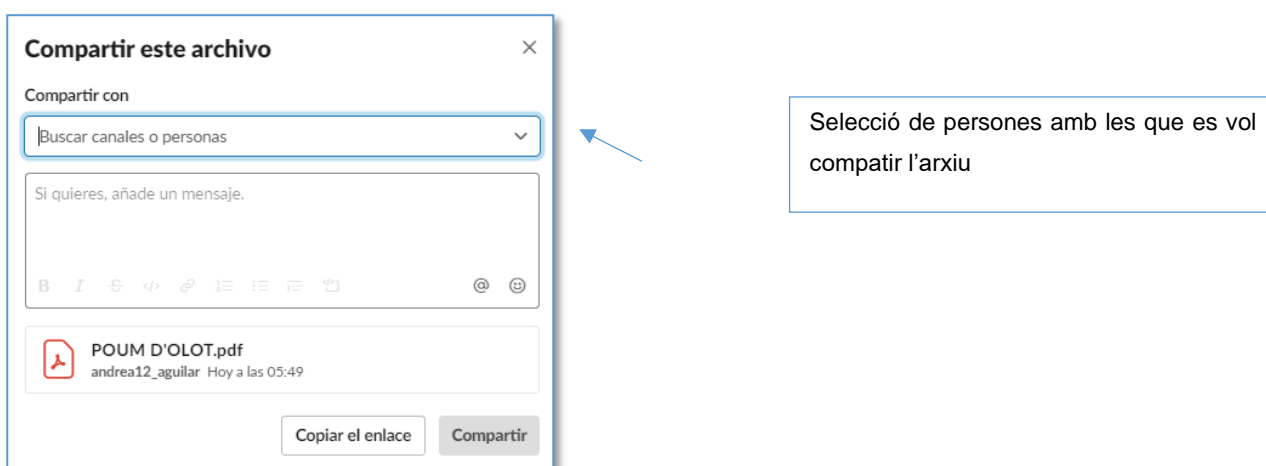 Compartir este archivo
Compartir con
Buscar canales o personas
Si quieres, añade un mensaje.
POUM D'OLOT.pdf
andrea12_aguilar Hoy a las 05:49
Copiar el enlace Compartir
Selecció de persones amb les que es vol
compatir l’arxiu